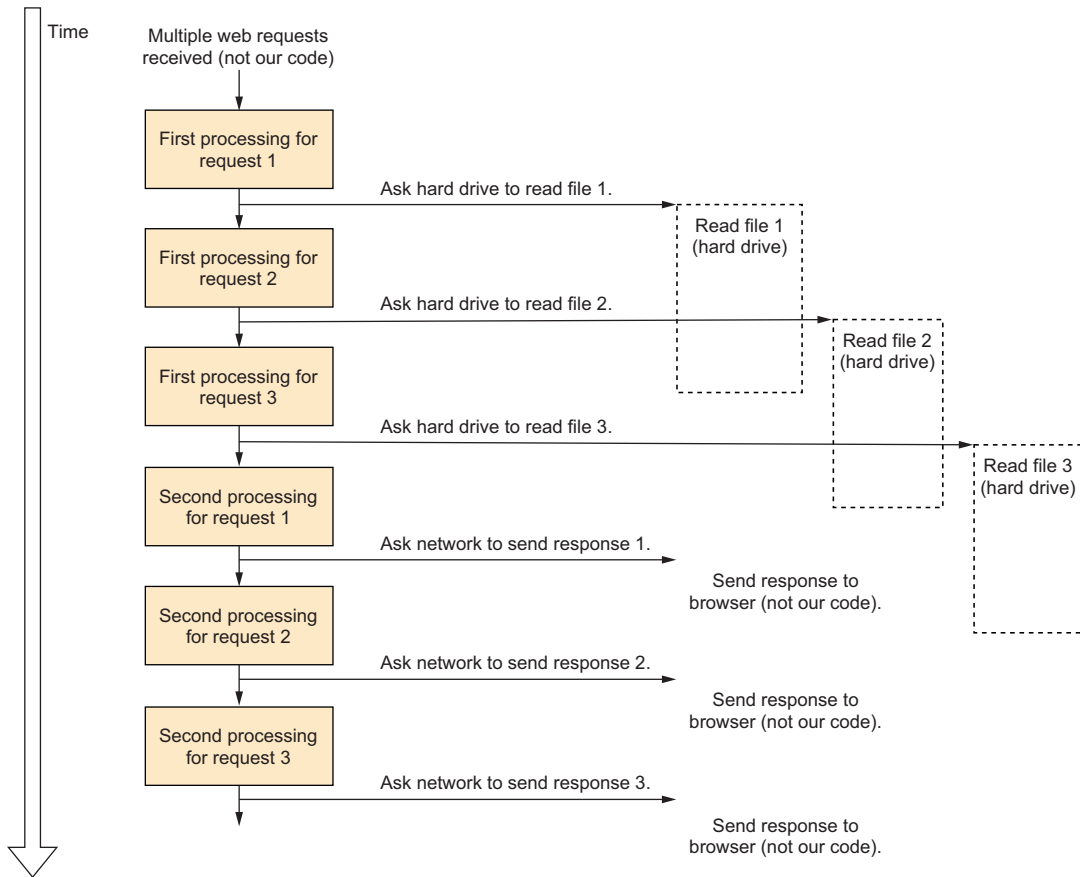 Time
Multiple web requests
received (not our code)
First processing for
request 1
Ask hard drive to read file 1.
Read file 1
(hard drive)
First processing for
request 2
Ask hard drive to read file 2.
Read file 2
(hard drive)
First processing for
request 3
Ask hard drive to read file 3.
Read file 3
(hard drive)
Second processing
for request 1
Ask network to send response 1.
Send response to
browser (not our code).
Second processing
for request 2
Ask network to send response 2.
Send response to
browser (not our code).
Second processing
for request 3
Ask network to send response 3.
Send response to
browser (not our code).